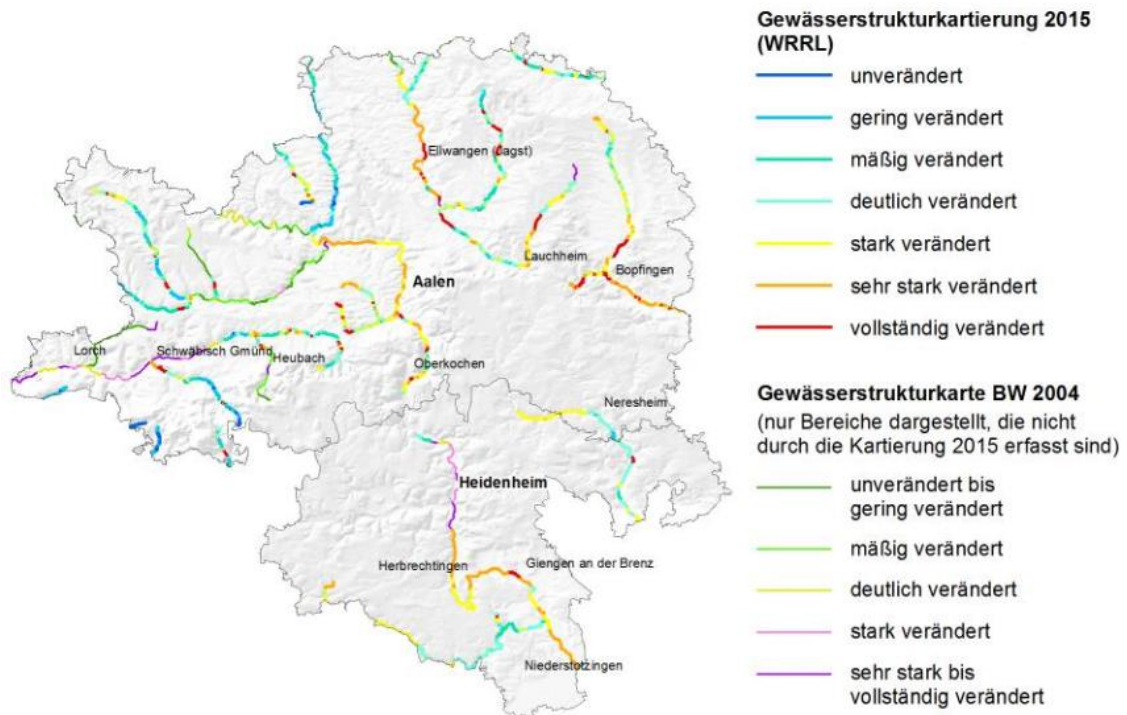 Gewässerstrukturkartierung 2015
(WRRL)
unverändert
gering verändert
mäßig verändert
deutlich verändert
stark verändert
sehr stark verändert
vollständig verändert
Gewässerstrukturkarte BW 2004
(nur Bereiche dargestellt, die nicht
durch die Kartierung 2015 erfasst sind)
unverändert bis
gering verändert
mäßig verändert
deutlich verändert
stark verändert
sehr stark bis
vollständig verändert
Ellwangen (Jagst)
Lauchheim
Bopfingen
Aalen
Lorch
Schwäbisch Gmünd
Heubach
Oberkochen
Neresheim
Heidenheim
Herbrechtingen
Giengen an der Brenz
Niederstotzingen